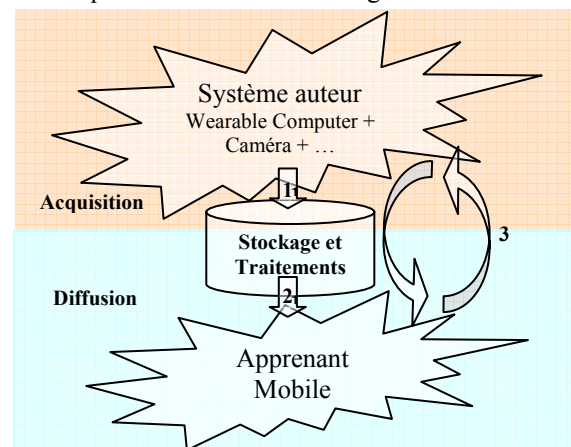 Système auteur
Wearable Computer +
Caméra + …
1
Acquisition
3
Stockage et
Traitements
2
Diffusion
Apprenant
Mobile